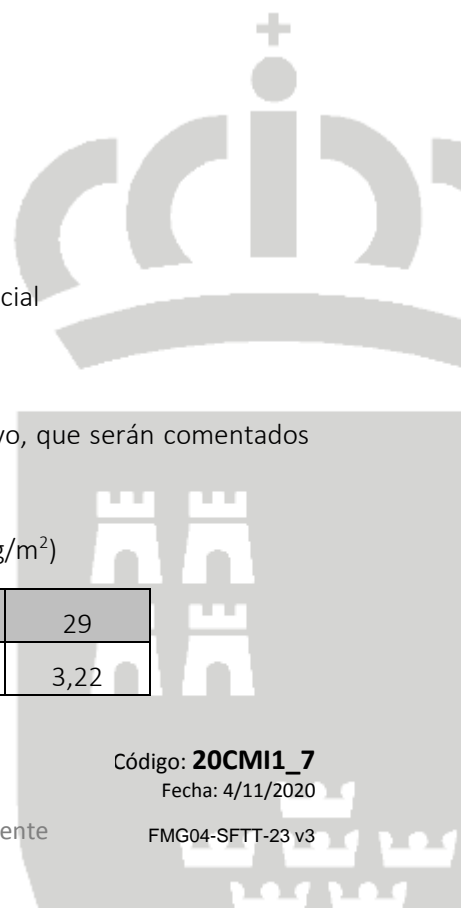 cial
yo, que serán comentados
g/m²)
29
3,22
Código: 20CMI1_7
Fecha: 4/11/2020
ente FMG04-SFTT-23 v3